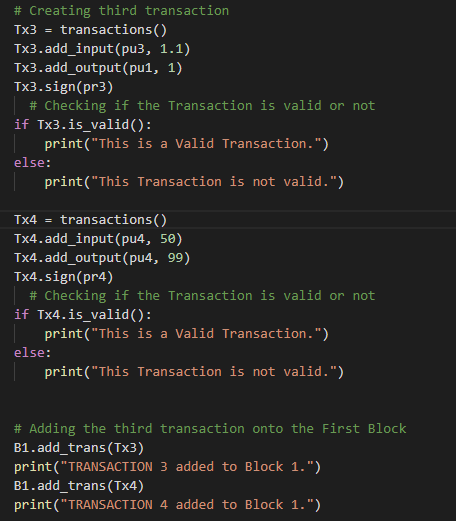 # Creating third transaction
Tx3 = transactions()
Tx3.add_input(pu3, 1.1)
Tx3.add_output(pu1, 1)
Tx3.sign(pr3)
  # Checking if the Transaction is valid or not
if Tx3.is_valid():
    print("This is a Valid Transaction.")
else:
    print("This Transaction is not valid.")

Tx4 = transactions()
Tx4.add_input(pu4, 50)
Tx4.add_output(pu4, 99)
Tx4.sign(pr4)
  # Checking if the Transaction is valid or not
if Tx4.is_valid():
    print("This is a Valid Transaction.")
else:
    print("This Transaction is not valid.")


# Adding the third transaction onto the First Block
B1.add_trans(Tx3)
print("TRANSACTION 3 added to Block 1.")
B1.add_trans(Tx4)
print("TRANSACTION 4 added to Block 1.")